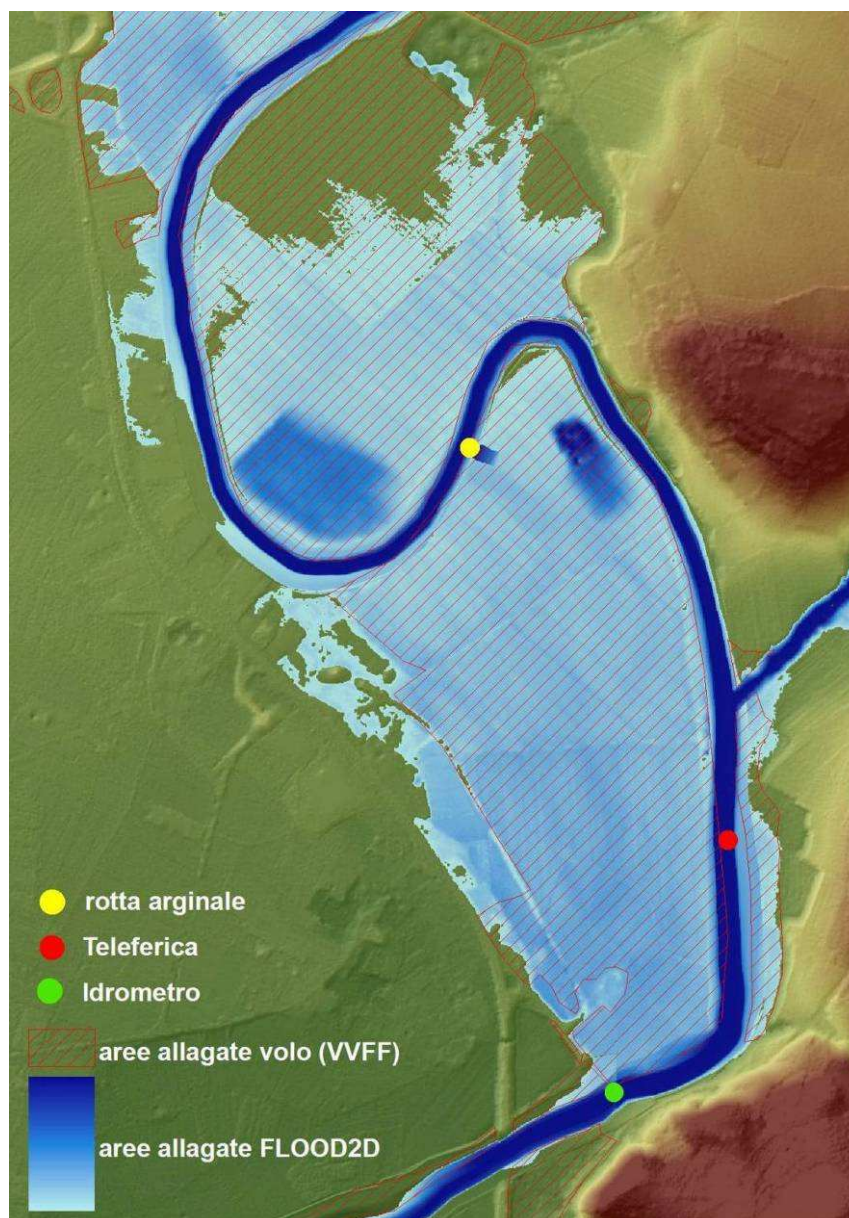 rotta arginale
Teleferica
Idrometro
aree allagate volo (VVFF)
aree allagate FLOOD2D